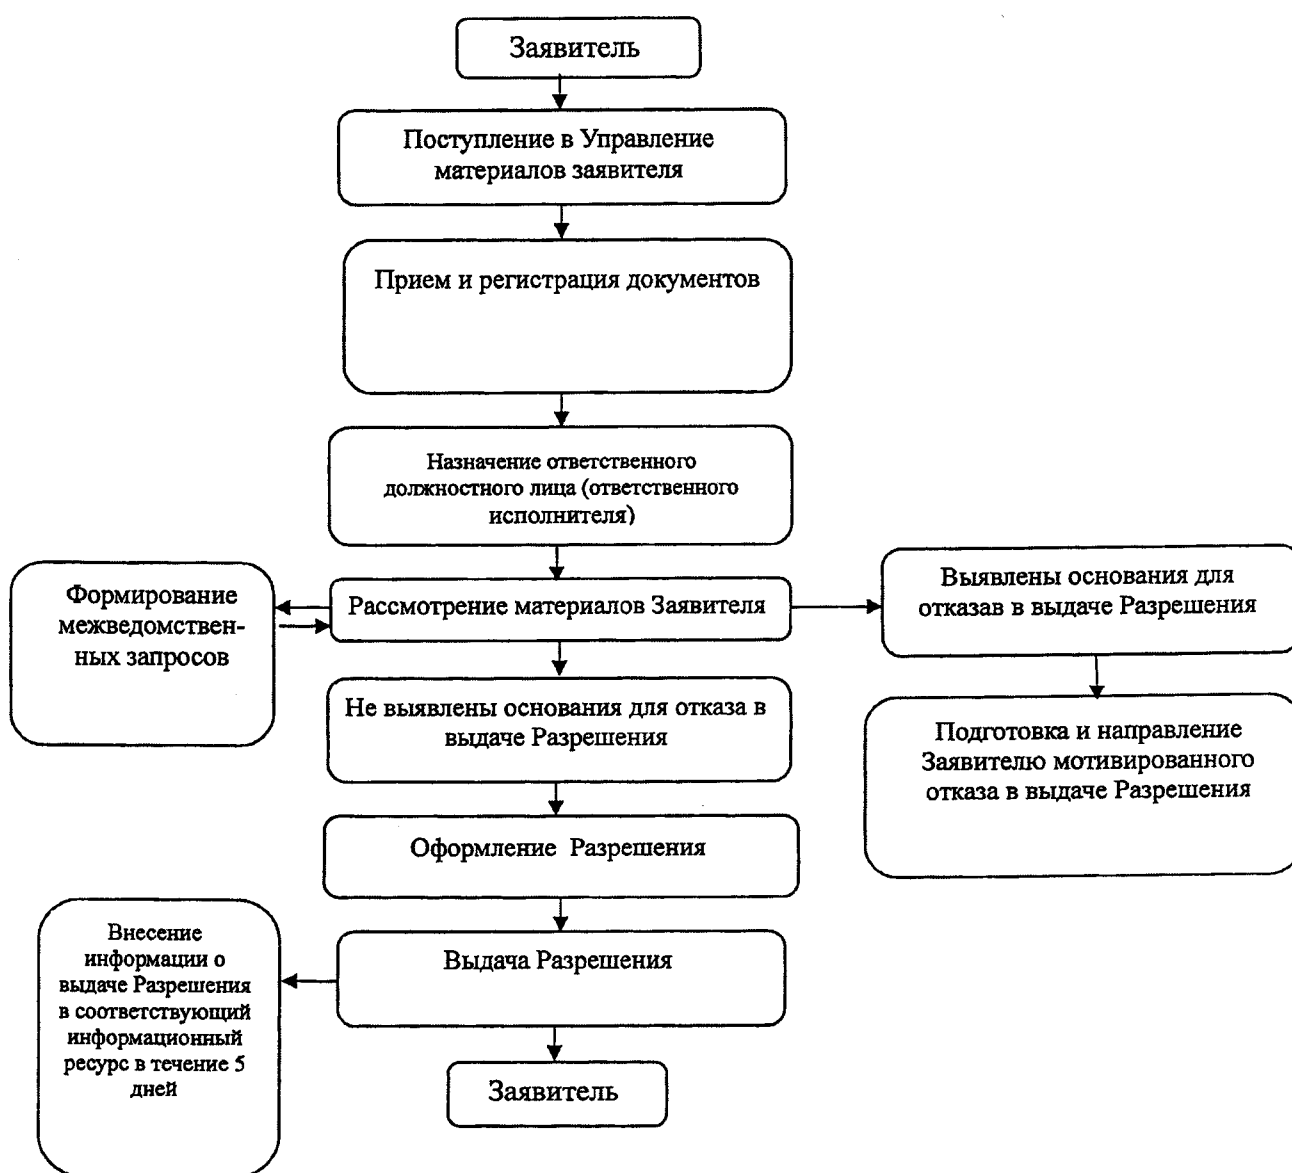 Заявитель
Поступление в Управление
материалов заявителя
Прием и регистрация документов
Назначение ответственного
должностного лица (ответственного
исполнителя)
Формирование
межведомствен-
ных запросов
Рассмотрение материалов Заявителя
Выявлены основания для
отказав в выдаче Разрешения
Не выявлены основания для отказа в
выдаче Разрешения
Подготовка и направление
Заявителю мотивированного
отказа в выдаче Разрешения
Оформление Разрешения
Выдача Разрешения
Внесение
информации о
выдаче Разрешения
в соответствующий
информационный
ресурс в течение 5
дней
Заявитель